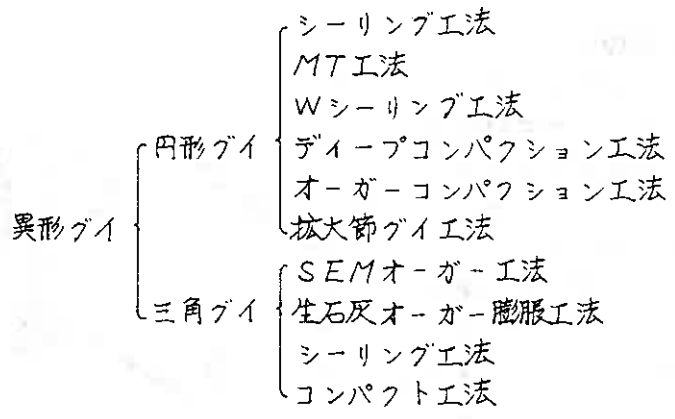 シーリング工法
MT工法
Wシーリング工法
円形グイ
ディープコンパクション工法
オーガーコンパクション工法
異形グイ
拡大節グイ工法
SEMオーガー工法
三角グイ
生石灰オーガー膨脹工法
シーリング工法
コンパクト工法